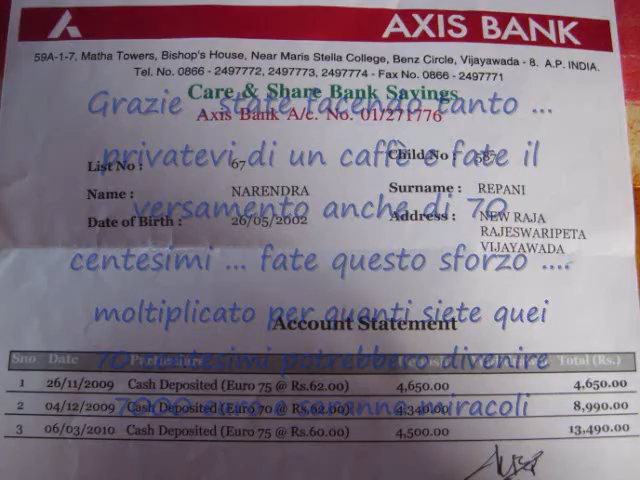 AXIS BANK
59A-1-7, Matha Towers, Bishop's House, Near Maris Stella College, Benz Circle, Vijayawada - 8. A.P. INDIA.
Tel. No. 0866 - 2497772, 2497773, 2497774 - Fax No. 0866 - 2497771
Care & Share Bank Savings
Grazie state facendo tanto ...
Axis Bank A/c. No. 01/271776
privatevi di un caffè e fate il
List No : 67 Child No : 587
Name : NARENDRA Surname : REPANI
versamento anche di 70
Date of Birth : 26/05/2002 Address : NEW RAJA
RAJESWARIPETA
VIJAYAWADA
centesimi ... fate questo sforzo ....
moltiplicato per quanti siete quei
Account Statement
70 centesimi potrebbero divenire
Sno Date Particulars Total (Rs.)
1 26/11/2009 Cash Deposited (Euro 75 @ Rs.62.00) 4,650.00 4,650.00
7000 euro e saranno miracoli
2 04/12/2009 Cash Deposited (Euro 70 @ Rs.62.00) 4,340.00 8,990.00
3 06/03/2010 Cash Deposited (Euro 75 @ Rs.60.00) 4,500.00 13,490.00